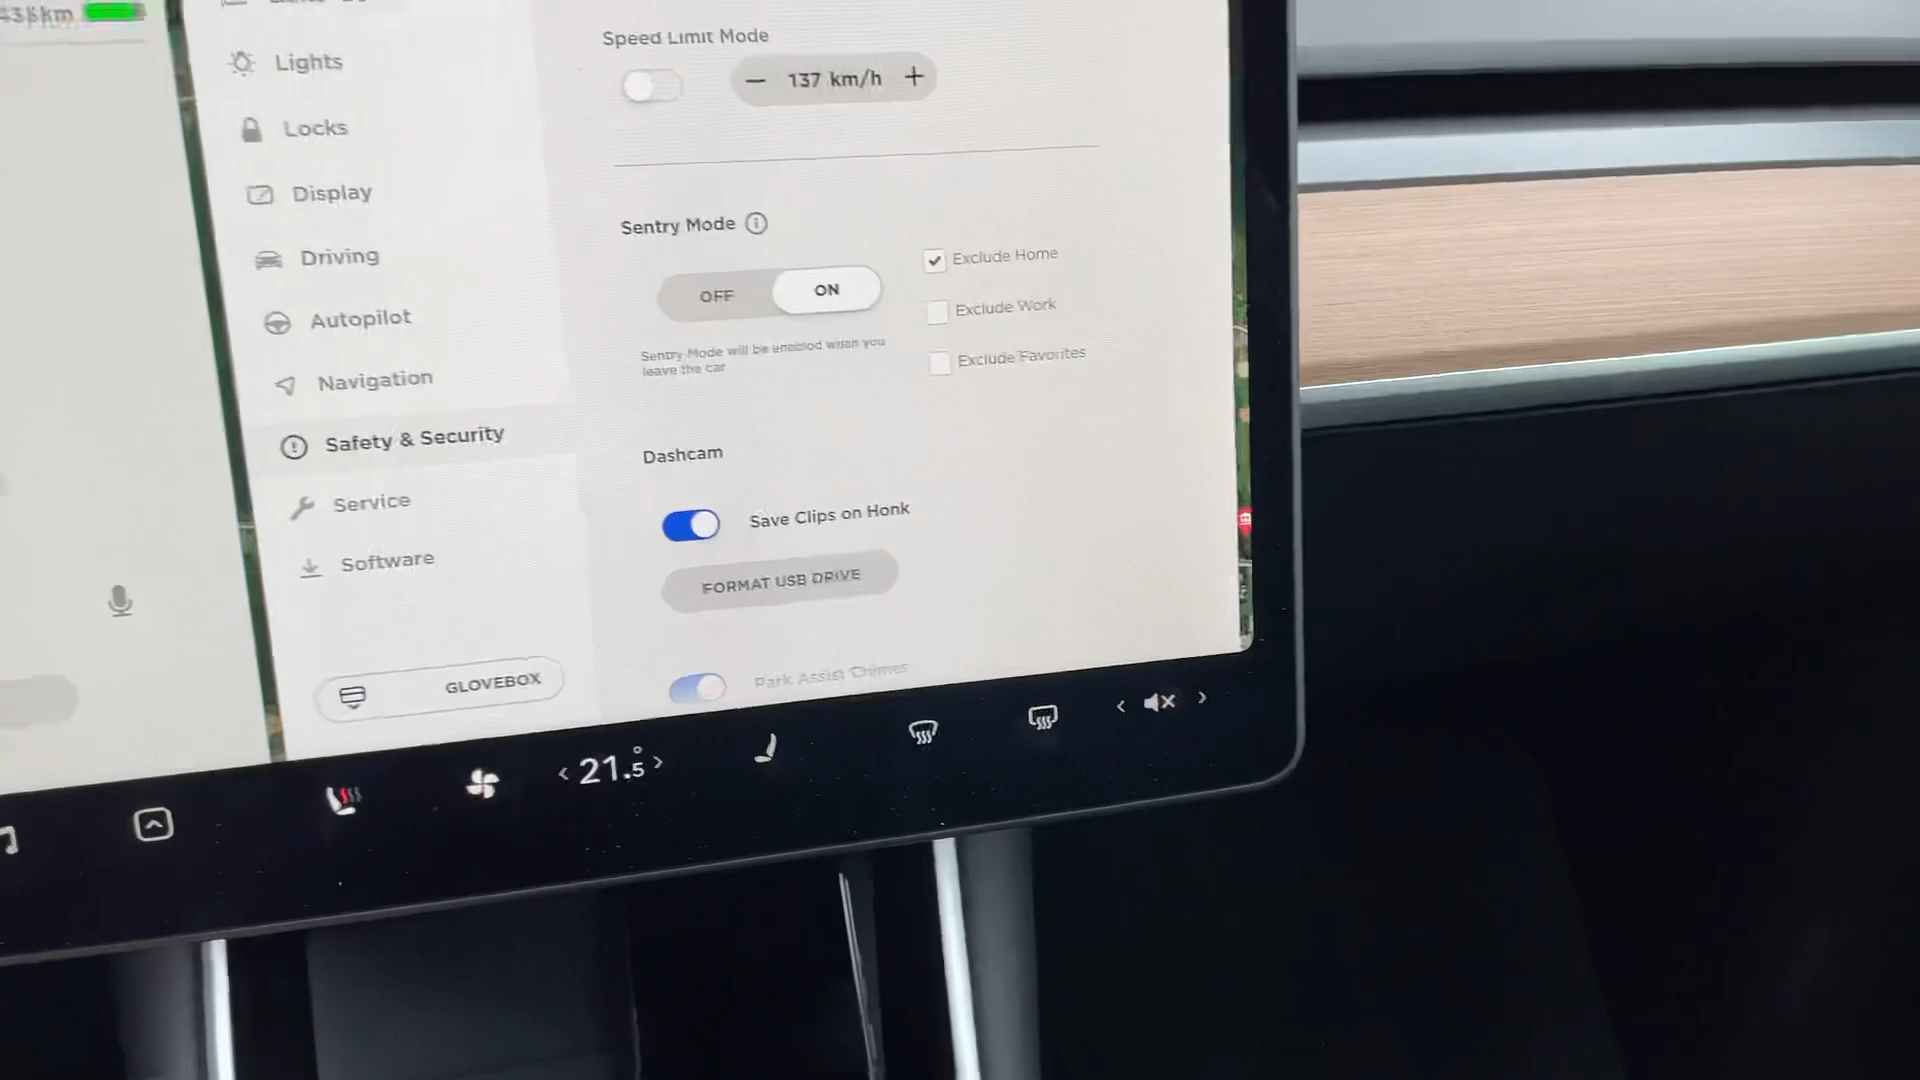 Lights
Locks
Display
Driving
Autopilot
Navigation
Safety & Security
Service
Software
GLOVEBOX
Speed Limit Mode
137 km/h
Sentry Mode
OFF ON
Sentry Mode will be enabled when you
leave the car
Exclude Home
Exclude Work
Exclude Favorites
Dashcam
Save Clips on Honk
FORMAT USB DRIVE
Park Assist Chimes
21.5°